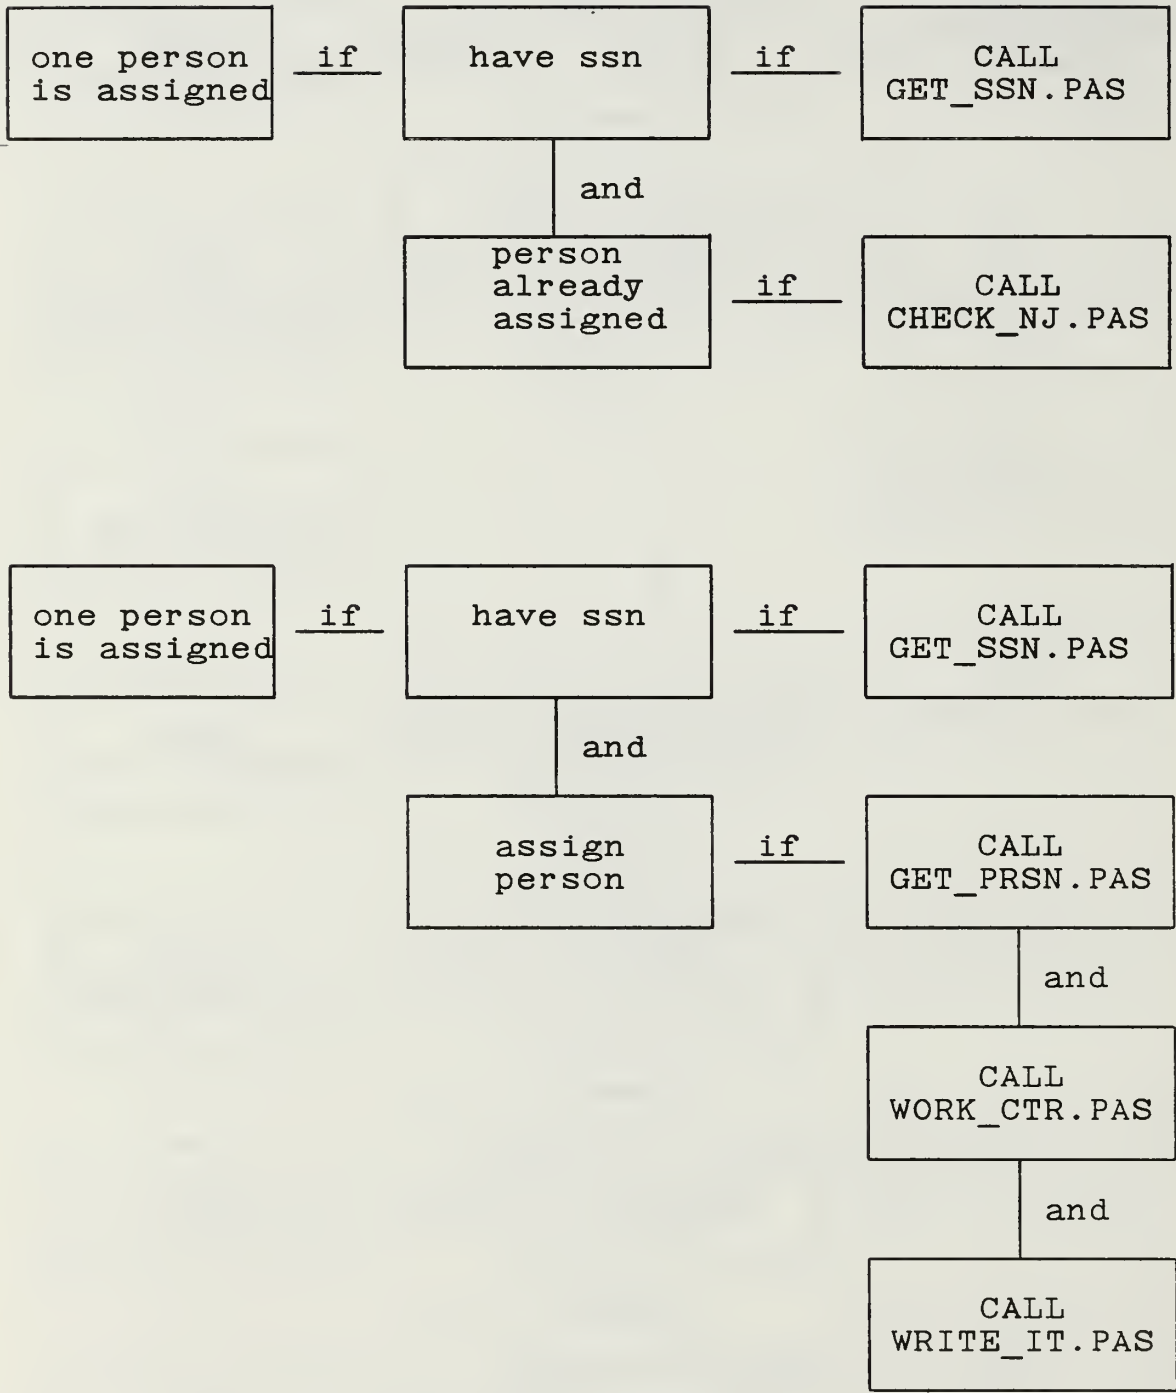 one person
is assigned
if
have ssn
if
CALL
GET_SSN.PAS
and
person
already
assigned
if
CALL
CHECK_NJ.PAS
one person
is assigned
if
have ssn
if
CALL
GET_SSN.PAS
and
assign
person
if
CALL
GET_PRSN.PAS
and
CALL
WORK_CTR.PAS
and
CALL
WRITE_IT.PAS